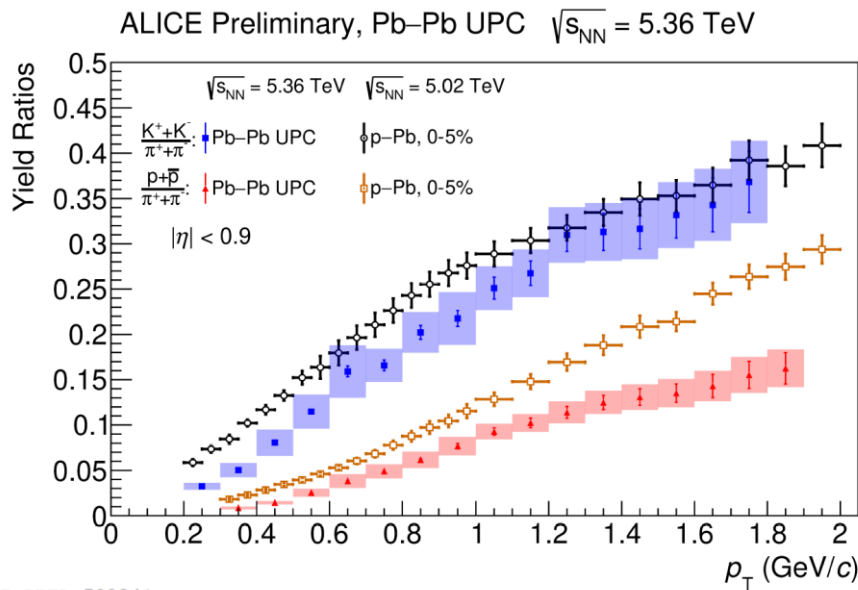 ALICE Preliminary, Pb–Pb UPC √sNN = 5.36 TeV
√sNN = 5.36 TeV √sNN = 5.02 TeV
K⁺+K⁻
π⁺+π : Pb–Pb UPC p–Pb, 0-5%
p+p̅
π⁺+π : Pb–Pb UPC p–Pb, 0-5%
|η| < 0.9
Yield Ratios
0.5
0.45
0.4
0.35
0.3
0.25
0.2
0.15
0.1
0.05
0
0 0.2 0.4 0.6 0.8 1 1.2 1.4 1.6 1.8 2
pT (GeV/c)